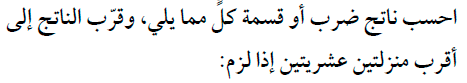 احسب ناتج ضرب أو قسمة كلً مما يلي، وقرّب الناتج إلى
أقرب منزلتين عشريتين إذا لزم: